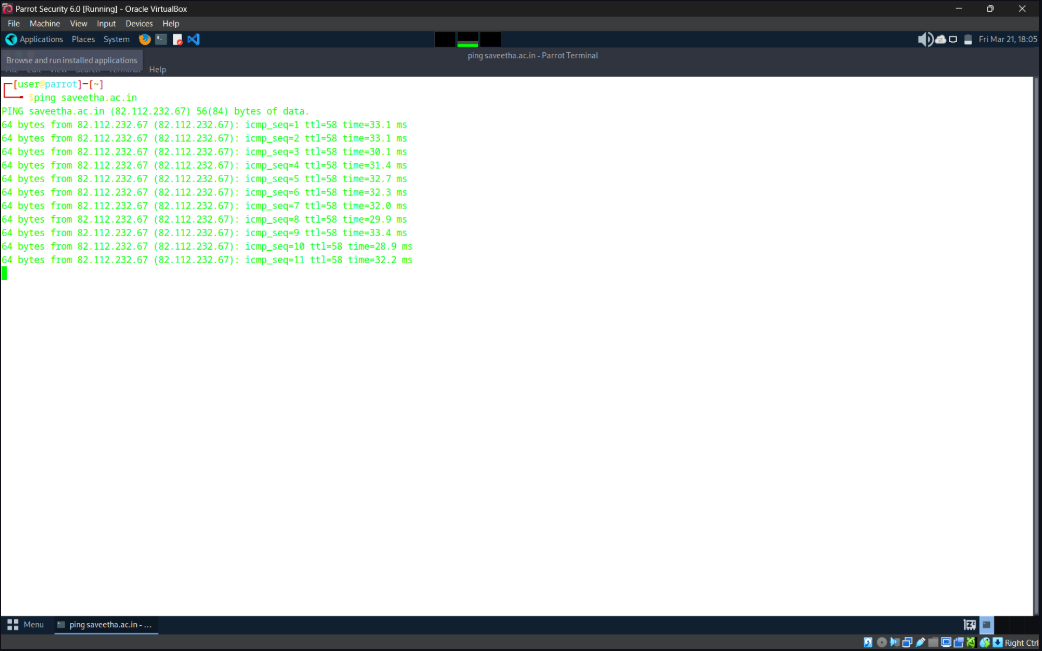 Parrot Security 6.0 [Running] - Oracle VirtualBox
File Machine View Input Devices Help
Applications Places System Fri Mar 21, 18:05
ping saveetha.ac.in - Parrot Terminal
Browse and run installed applications
Help
[user parrot]─[~]
$ping saveetha.ac.in
PING saveetha.ac.in (82.112.232.67) 56(84) bytes of data.
64 bytes from 82.112.232.67 (82.112.232.67): icmp_seq=1 ttl=58 time=33.1 ms
64 bytes from 82.112.232.67 (82.112.232.67): icmp_seq=2 ttl=58 time=33.1 ms
64 bytes from 82.112.232.67 (82.112.232.67): icmp_seq=3 ttl=58 time=30.1 ms
64 bytes from 82.112.232.67 (82.112.232.67): icmp_seq=4 ttl=58 time=31.4 ms
64 bytes from 82.112.232.67 (82.112.232.67): icmp_seq=5 ttl=58 time=32.7 ms
64 bytes from 82.112.232.67 (82.112.232.67): icmp_seq=6 ttl=58 time=32.3 ms
64 bytes from 82.112.232.67 (82.112.232.67): icmp_seq=7 ttl=58 time=32.0 ms
64 bytes from 82.112.232.67 (82.112.232.67): icmp_seq=8 ttl=58 time=29.9 ms
64 bytes from 82.112.232.67 (82.112.232.67): icmp_seq=9 ttl=58 time=33.4 ms
64 bytes from 82.112.232.67 (82.112.232.67): icmp_seq=10 ttl=58 time=28.9 ms
64 bytes from 82.112.232.67 (82.112.232.67): icmp_seq=11 ttl=58 time=32.2 ms
Menu ping saveetha.ac.in - ...
Right Ctrl